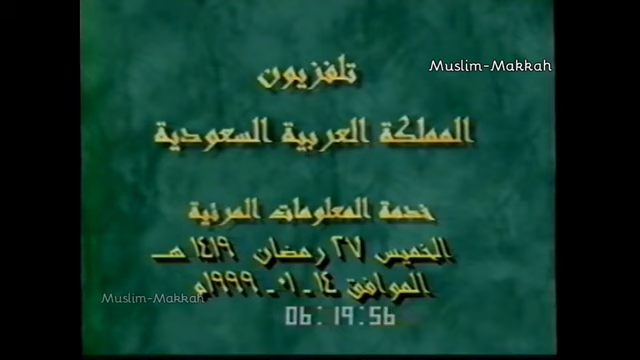 Muslim-Makkah
تلفزيون
المملكة العربية السعودية
خدمة المعلومات المرئية
الخميس ٢٧ رمضان ١٤١٩ هـ
الموافق ١٤ - ٠١ - ١٩٩٩م
Muslim-Makkah
06:19:56